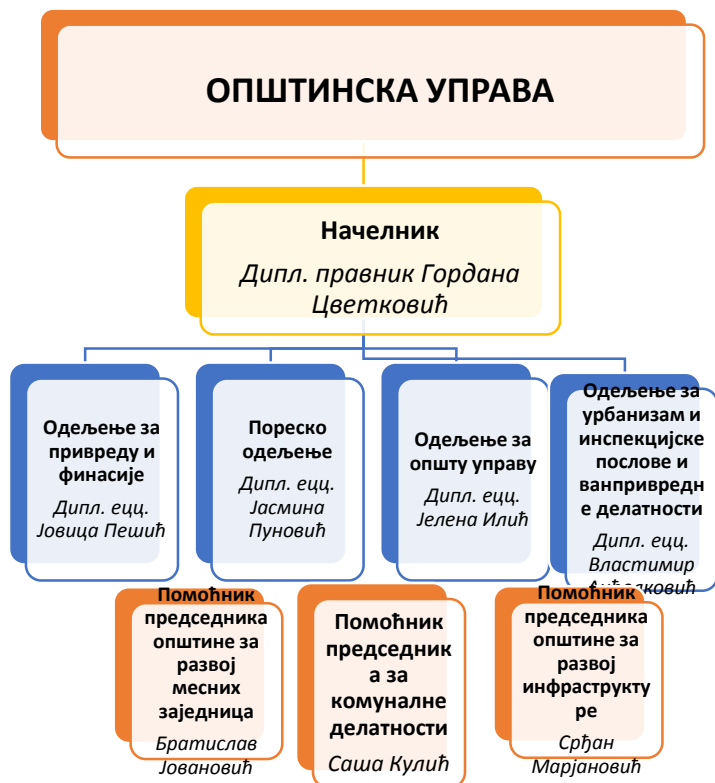 ОПШТИНСКА УПРАВА
Начелник
Дипл. правник Гордана
Цветковић
Одељење за
привреду и
финасије
Дипл. ецц.
Јовица Пешић
Пореско
одељење
Дипл. ецц.
Јасмина
Пуновић
Одељење за
општу управу
Дипл. ецц.
Јелена Илић
Одељење за
урбанизам и
инспекцијске
послове и
ванпривредн
е делатности
Дипл. ецц.
Властимир
Помоћник
председника
општине за
развој
месних
заједница
Братислав
Јовановић
Помоћник
председник
а за
комуналне
делатности
Саша Кулић
Помоћник
председника
општине за
развој
инфраструкту
ре
Срђан
Марјановић